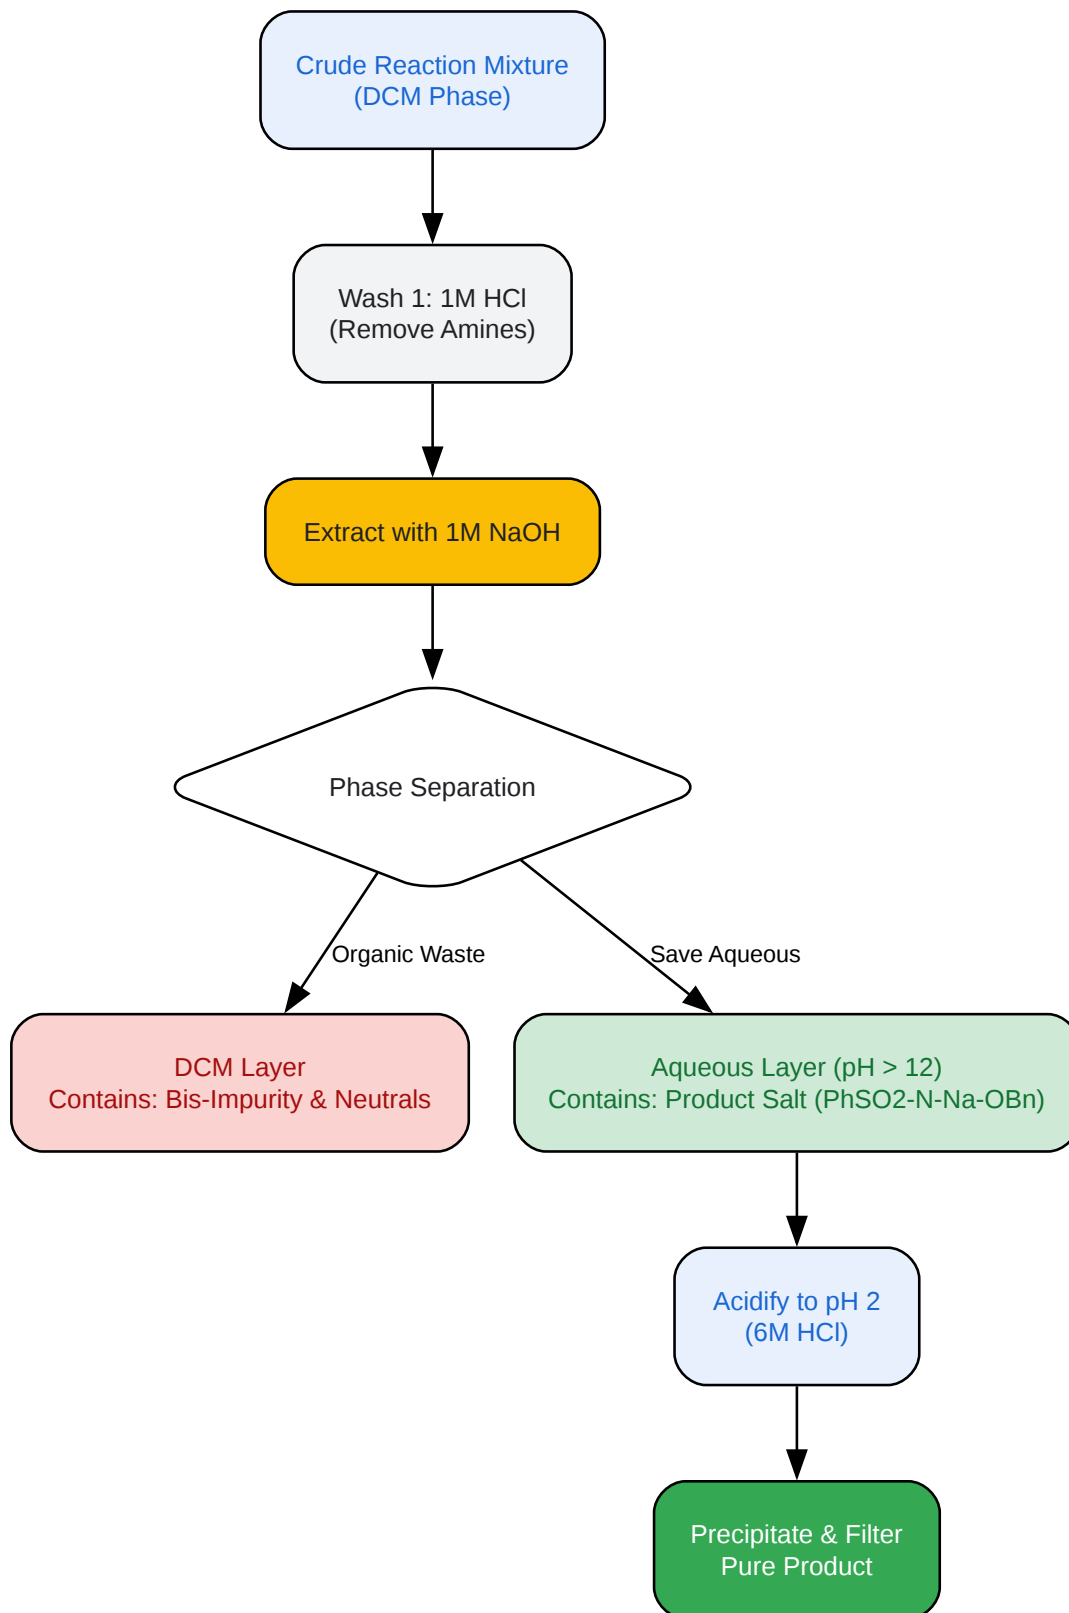 Crude Reaction Mixture
(DCM Phase)
Wash 1: 1M HCl
(Remove Amines)
Extract with 1M NaOH
Phase Separation
Organic Waste
Save Aqueous
DCM Layer
Contains: Bis-Impurity & Neutrals
Aqueous Layer (pH > 12)
Contains: Product Salt (PhSO2-N-Na-OBn)
Acidify to pH 2
(6M HCl)
Precipitate & Filter
Pure Product